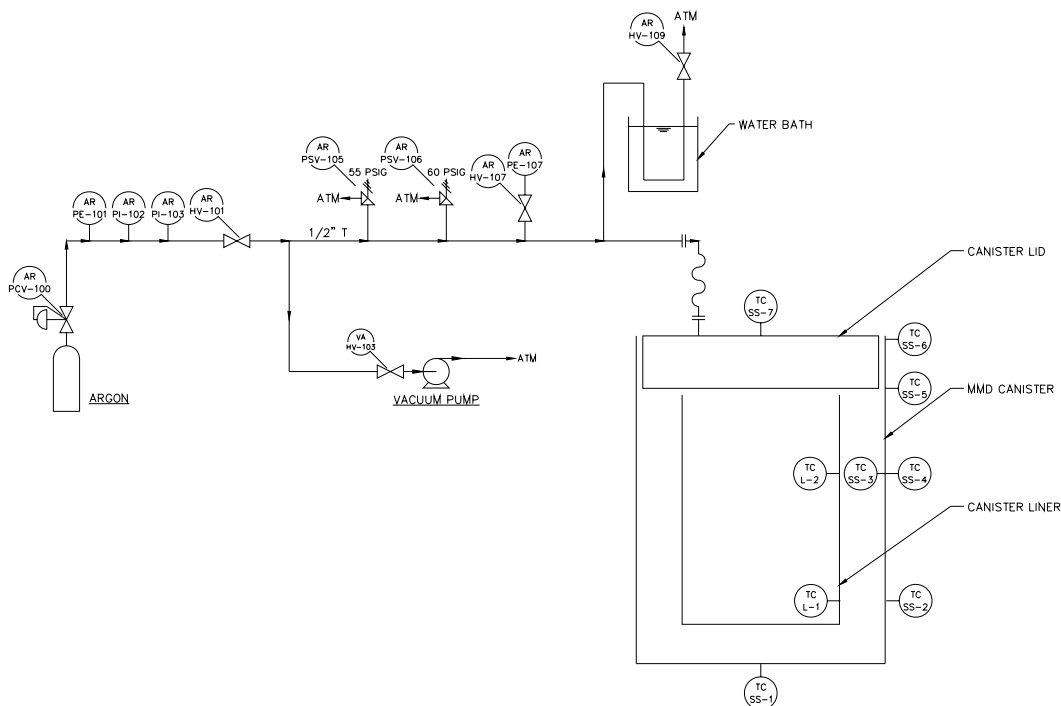 ATM
AR
HV-109
WATER BATH
AR
PSV-105
55 PSIG
ATM
AR
PSV-106
60 PSIG
ATM
AR
HV-107
AR
PE-107
AR
PE-101
AR
PI-102
AR
PI-103
AR
HV-101
1/2" T
AR
PCV-100
ARGON
VA
HV-103
ATM
VACUUM PUMP
CANISTER LID
TC
SS-7
TC
SS-6
TC
SS-5
MMD CANISTER
TC
L-2
TC
SS-3
TC
SS-4
CANISTER LINER
TC
L-1
TC
SS-2
TC
SS-1